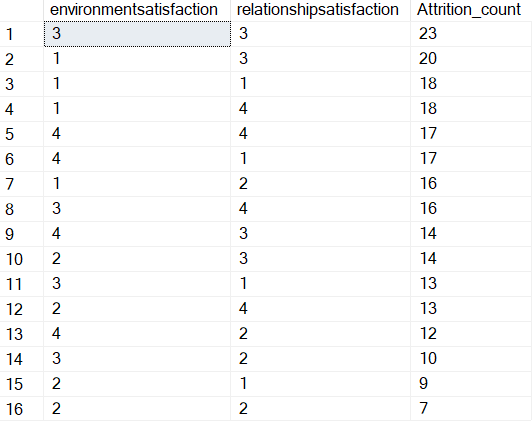 environmentsatisfaction relationshipsatisfaction Attrition_count
1 3 3 23
2 1 3 20
3 1 1 18
4 1 4 18
5 4 4 17
6 4 1 17
7 1 2 16
8 3 4 16
9 4 3 14
10 2 3 14
11 3 1 13
12 2 4 13
13 4 2 12
14 3 2 10
15 2 1 9
16 2 2 7